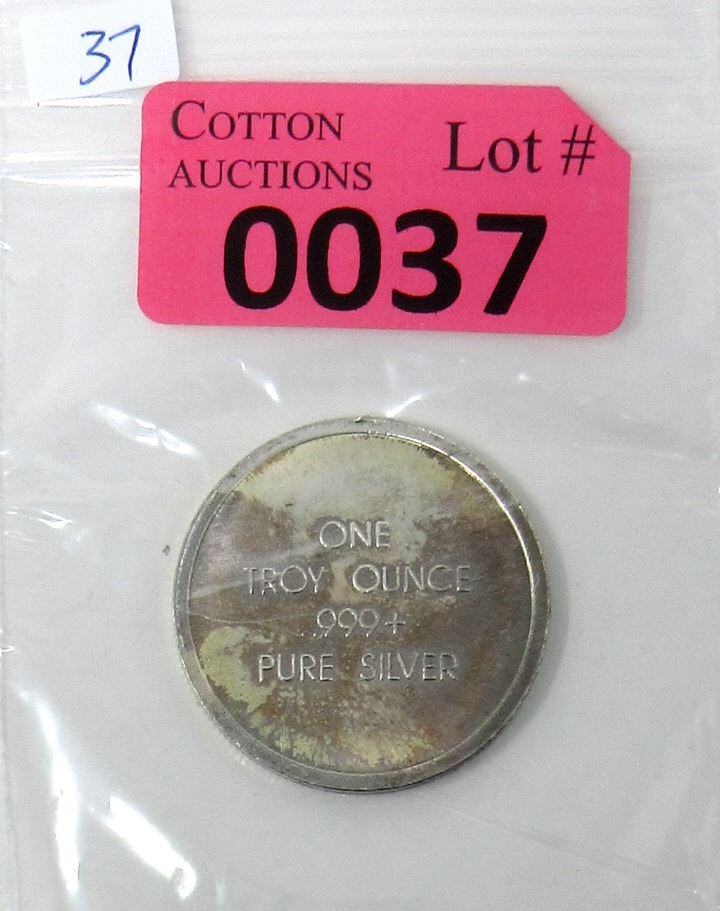 37
COTTON
AUCTIONS
Lot #
0037
ONE
TROY OUNCE
.999+
PURE SILVER